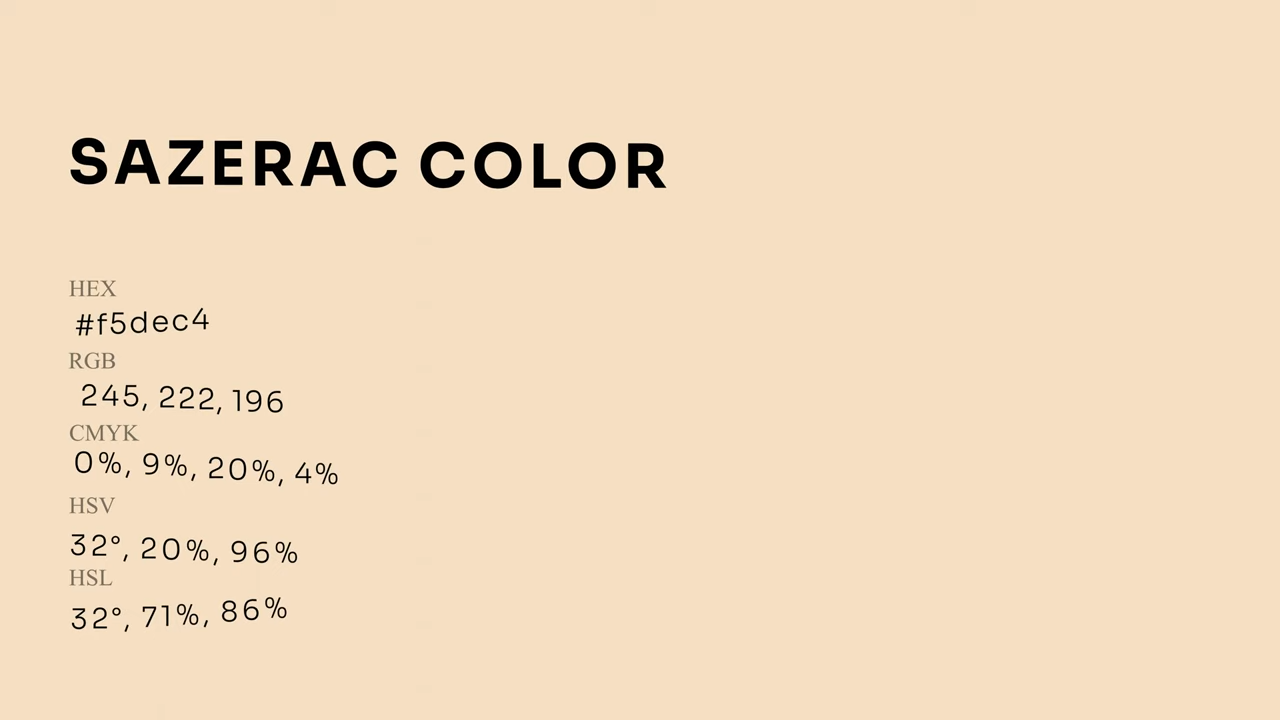 SAZERAC COLOR
HEX
#f5dec4
RGB
245, 222, 196
CMYK
0%, 9%, 20%, 4%
HSV
32°, 20%, 96%
HSL
32°, 71%, 86%